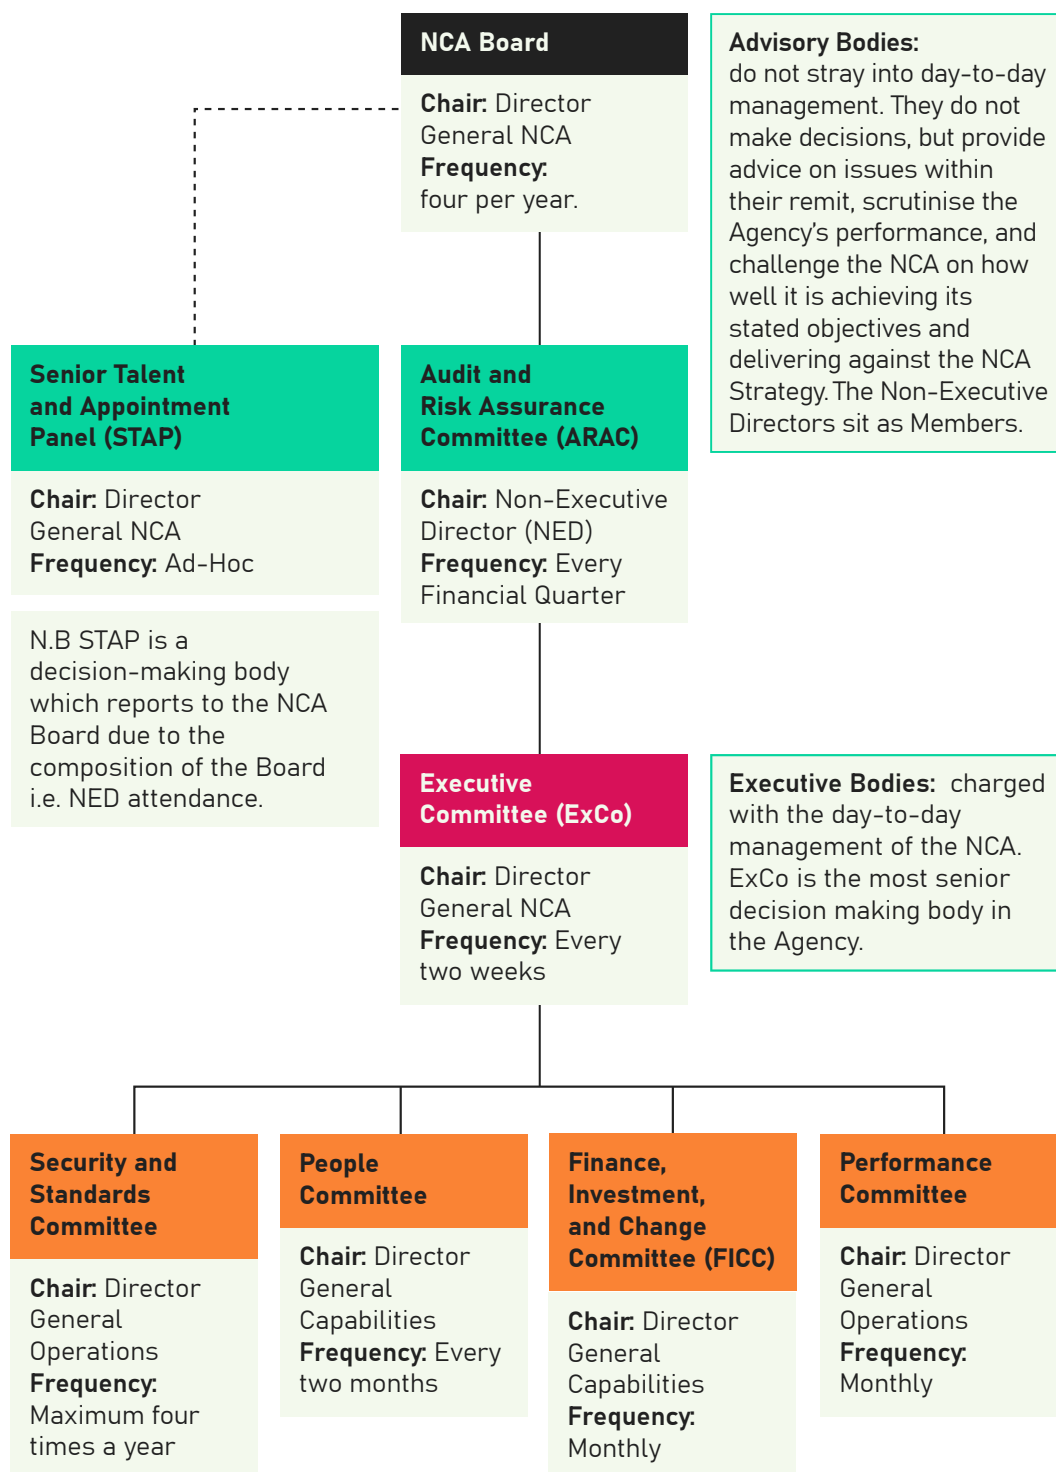 NCA Board
Chair: Director
General NCA
Frequency:
four per year.
Advisory Bodies:
do not stray into day-to-day
management. They do not
make decisions, but provide
advice on issues within
their remit, scrutinise the
Agency's performance, and
challenge the NCA on how
well it is achieving its
stated objectives and
delivering against the NCA
Strategy. The Non-Executive
Directors sit as Members.
Senior Talent
and Appointment
Panel (STAP)
Chair: Director
General NCA
Frequency: Ad-Hoc
N.B STAP is a
decision-making body
which reports to the NCA
Board due to the
composition of the Board
i.e. NED attendance.
Audit and
Risk Assurance
Committee (ARAC)
Chair: Non-Executive
Director (NED)
Frequency: Every
Financial Quarter
Executive
Committee (ExCo)
Chair: Director
General NCA
Frequency: Every
two weeks
Executive Bodies: charged
with the day-to-day
management of the NCA.
ExCo is the most senior
decision making body in
the Agency.
Security and
Standards
Committee
Chair: Director
General
Operations
Frequency:
Maximum four
times a year
People
Committee
Chair: Director
General
Capabilities
Frequency: Every
two months
Finance,
Investment,
and Change
Committee (FICC)
Chair: Director
General
Capabilities
Frequency:
Monthly
Performance
Committee
Chair: Director
General
Operations
Frequency:
Monthly